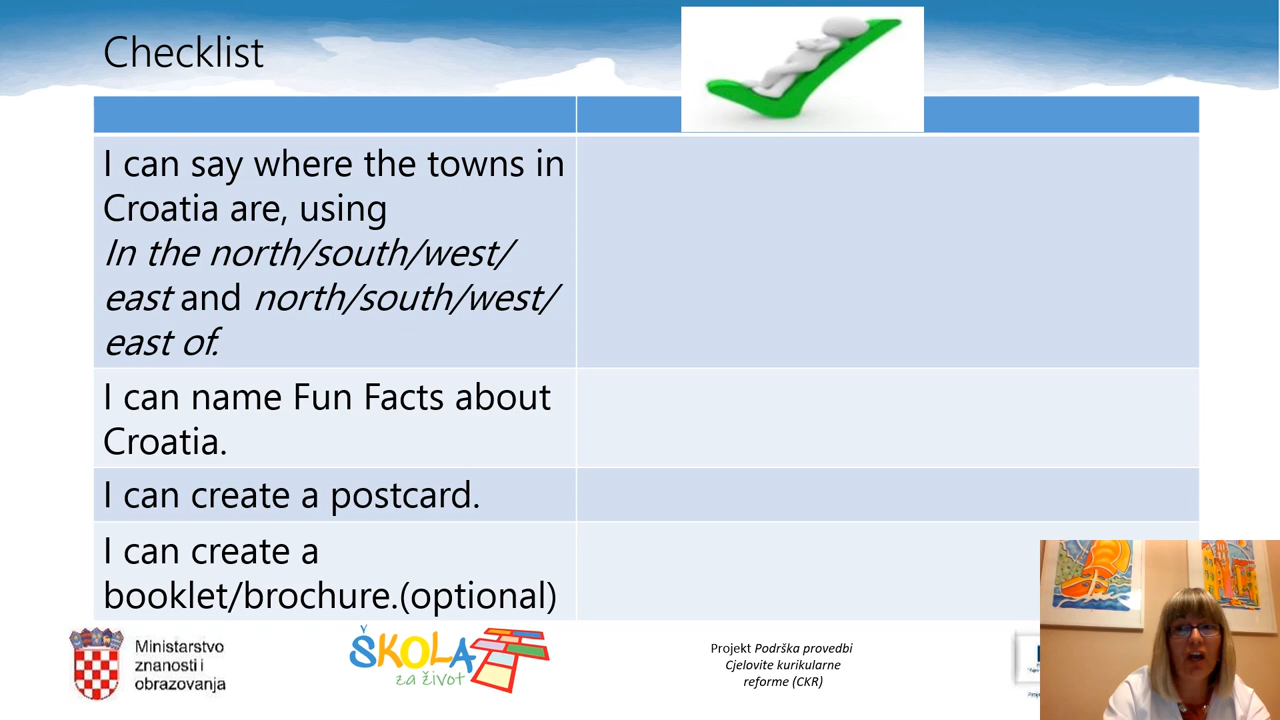 Checklist
I can say where the towns in
Croatia are, using
In the north/south/west/
east and north/south/west/
east of.
I can name Fun Facts about
Croatia.
I can create a postcard.
I can create a
booklet/brochure.(optional)
Ministarstvo
znanosti i
obrazovanja
ŠKOLA
za život
Projekt Podrška provedbi
Cjelovite kurikularne
reforme (CKR)